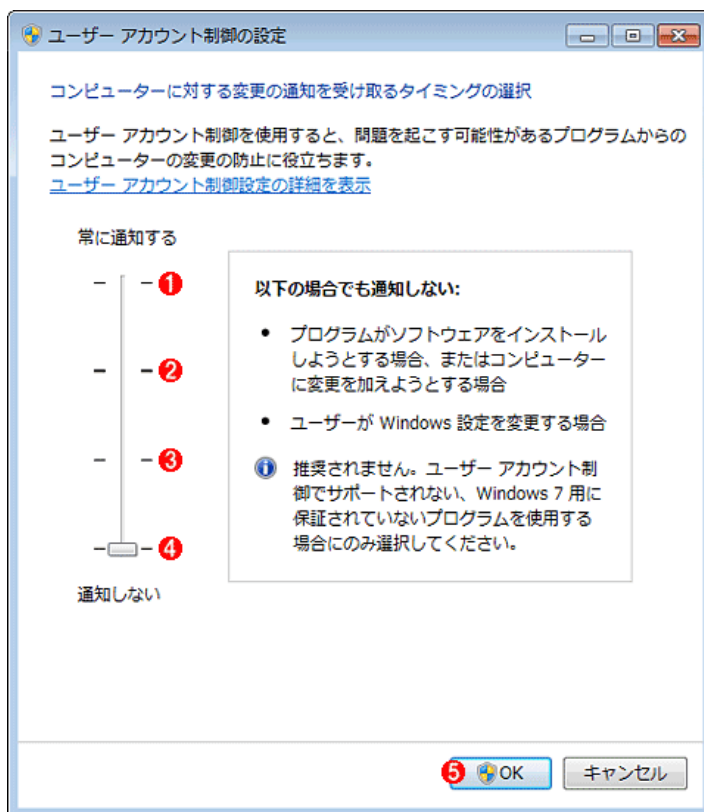 ユーザー アカウント制御の設定
コンピューターに対する変更の通知を受け取るタイミングの選択
ユーザー アカウント制御を使用すると、問題を起こす可能性があるプログラムからの
コンピューターの変更の防止に役立ちます。
ユーザー アカウント制御設定の詳細を表示
常に通知する
1
2
3
4
通知しない
以下の場合でも通知しない:
• プログラムがソフトウェアをインストール
しようとする場合、またはコンピューター
に変更を加えようとする場合
• ユーザーが Windows 設定を変更する場合
推奨されません。ユーザー アカウント制
御でサポートされない、Windows 7 用に
保証されていないプログラムを使用する
場合にのみ選択してください。
5 OK キャンセル